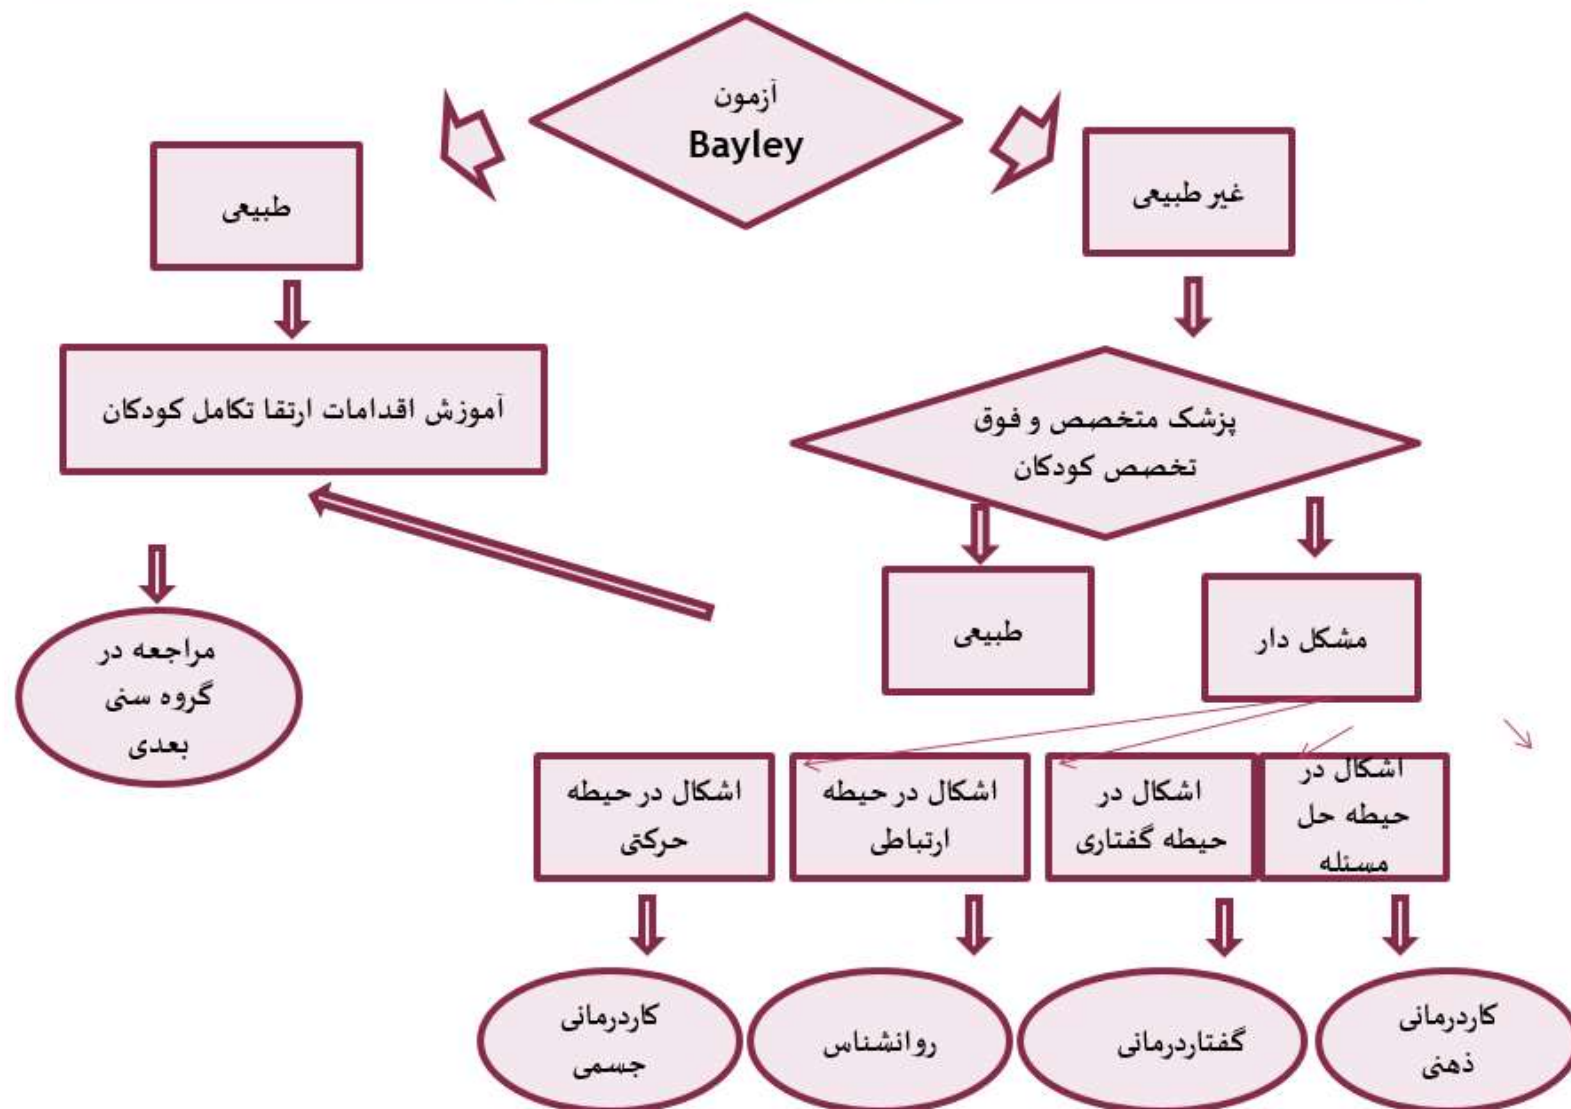 آزمون
Bayley
غیر طبیعی
طبیعی
پزشک متخصص و فوق
تخصص کودکان
آموزش اقدامات ارتقا تکامل کودکان
مشکل دار
طبیعی
مراجعه در
گروه سنی
بعدی
اشکال در
حیطه حل
مسئله
اشکال در
حیطه گفتاری
اشکال در حیطه
ارتباطی
اشکال در حیطه
حرکتی
کاردرمانی
ذهنی
گفتاردرمانی
روانشناس
کاردرمانی
جسمی